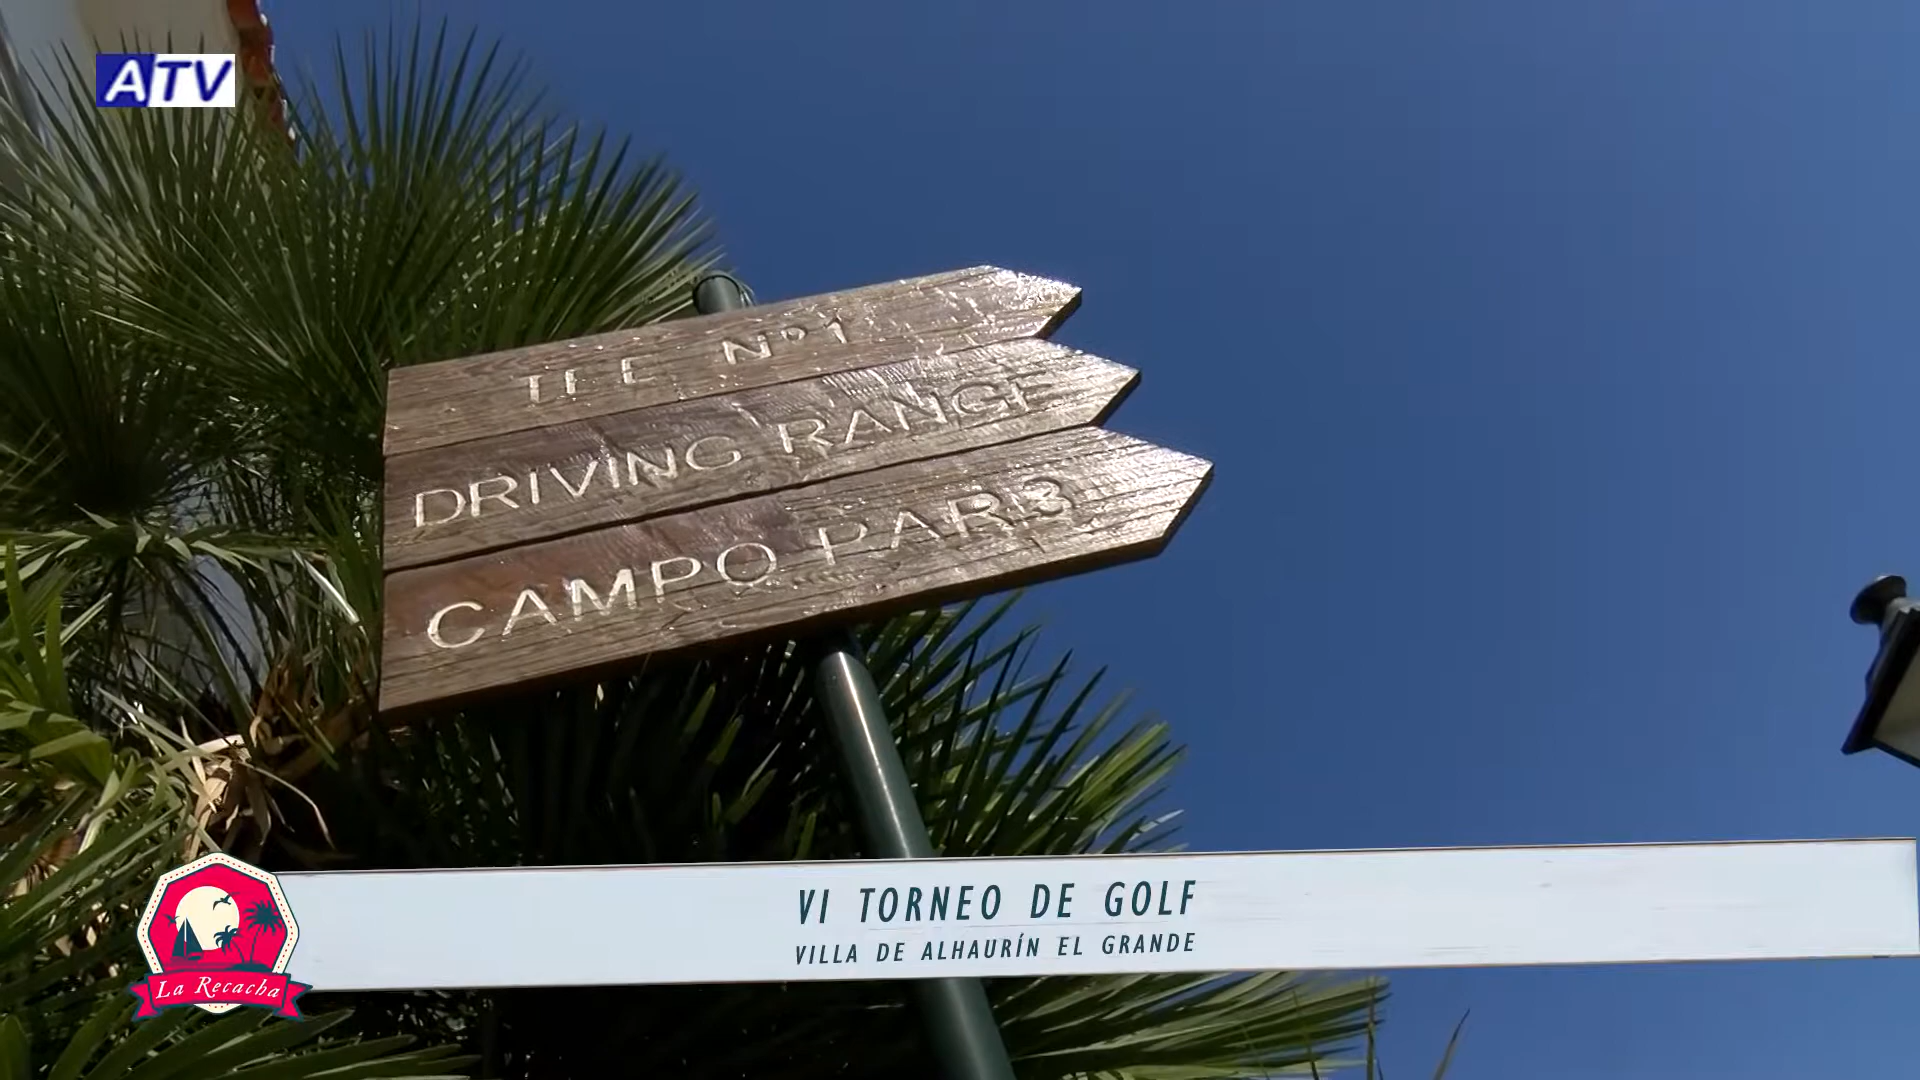 ATV
TEE Nº1
DRIVING RANGE
CAMPO PAR3
VI TORNEO DE GOLF
VILLA DE ALHAURÍN EL GRANDE
La Recacha